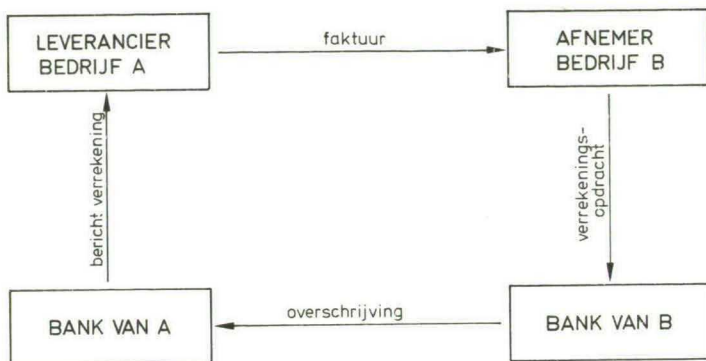 LEVERANCIER
BEDRIJF A
faktuur
AFNEMER
BEDRIJF B
bericht verrekening
verrekenings-
opdracht
BANK VAN A
overschrijving
BANK VAN B